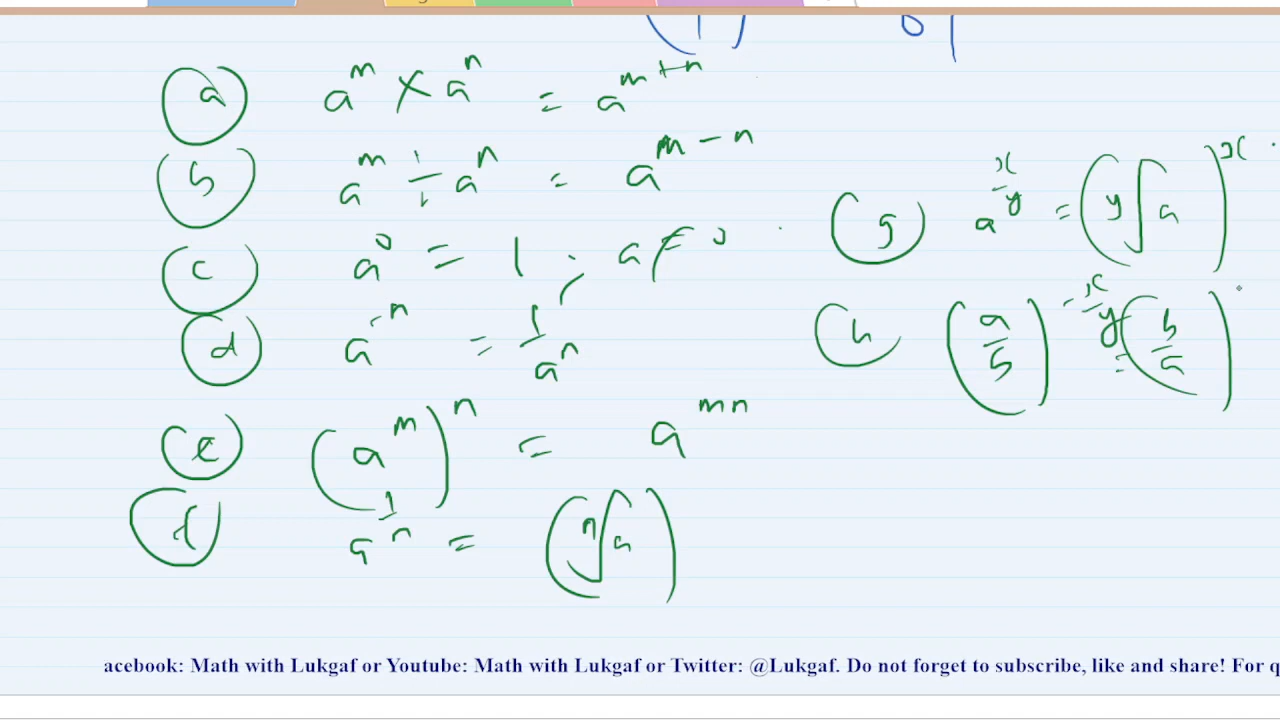 (a) a^m × a^n = a^{m+n}
(b) a^m ÷ a^n = a^{m-n}
(c) a^0 = 1 ; a ≠ 0
(d) a^{-n} = 1/a^n
(e) (a^m)^n = a^{mn}
(f) a^{1/n} = (ⁿ√a)
(g) a^{x/y} = (ʸ√a)^x
(h) (a/b)^{-x/y} = (b/a)
acebook: Math with Lukgaf or Youtube: Math with Lukgaf or Twitter: @Lukgaf. Do not forget to subscribe, like and share! For q